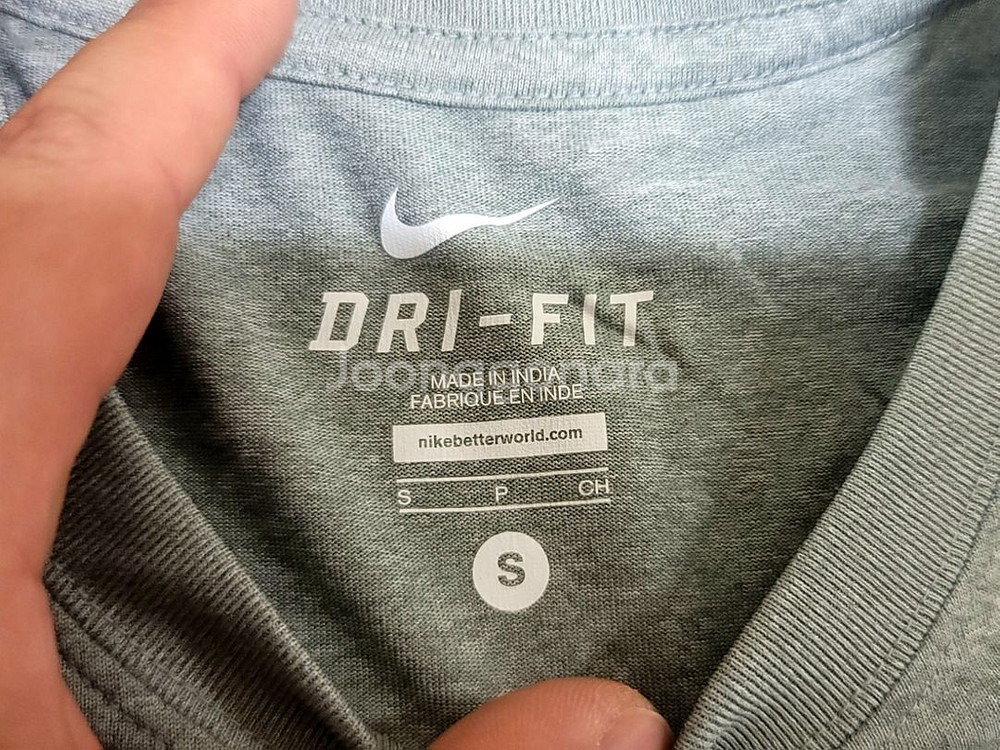 DRI-FIT
MADE IN INDIA
FABRIQUE EN INDE
nikebetterworld.com
S P CH
S